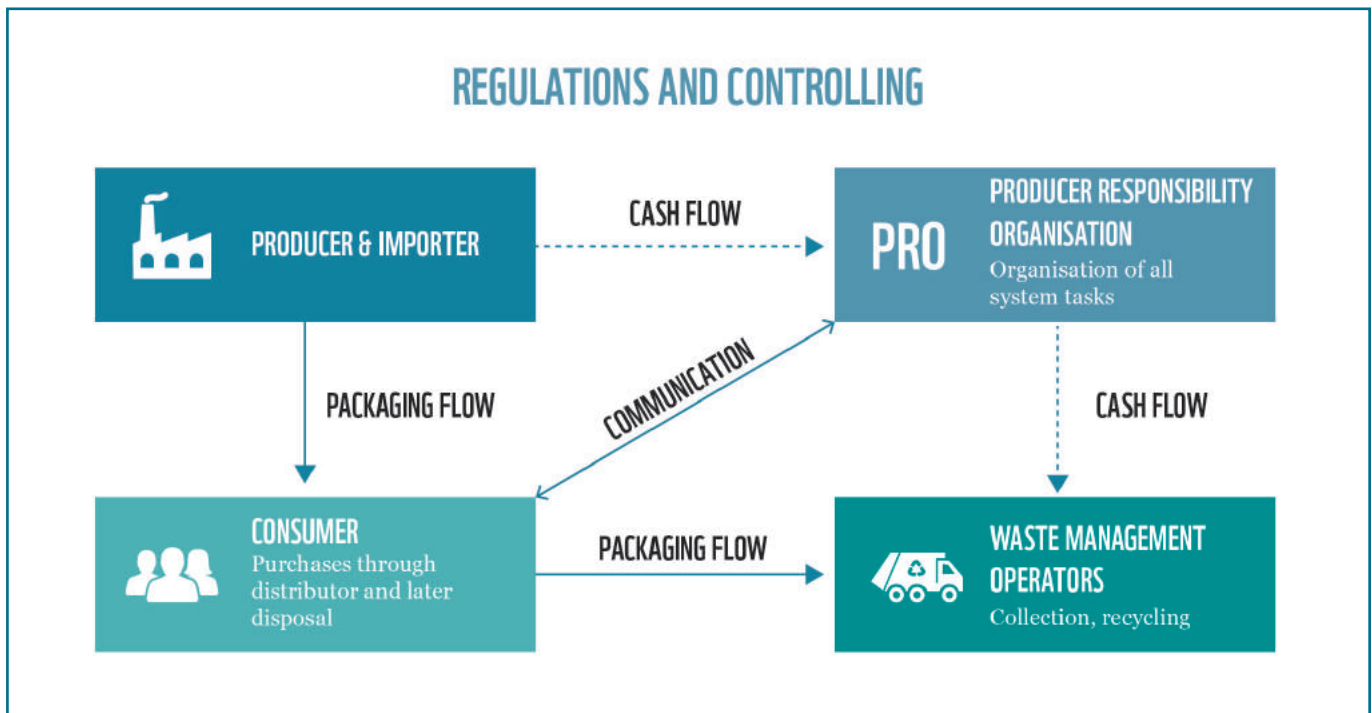 REGULATIONS AND CONTROLLING
PRODUCER & IMPORTER
CASH FLOW
PRO
PRODUCER RESPONSIBILITY
ORGANISATION
Organisation of all
system tasks
PACKAGING FLOW
COMMUNICATION
CASH FLOW
CONSUMER
Purchases through
distributor and later
disposal
PACKAGING FLOW
WASTE MANAGEMENT
OPERATORS
Collection, recycling